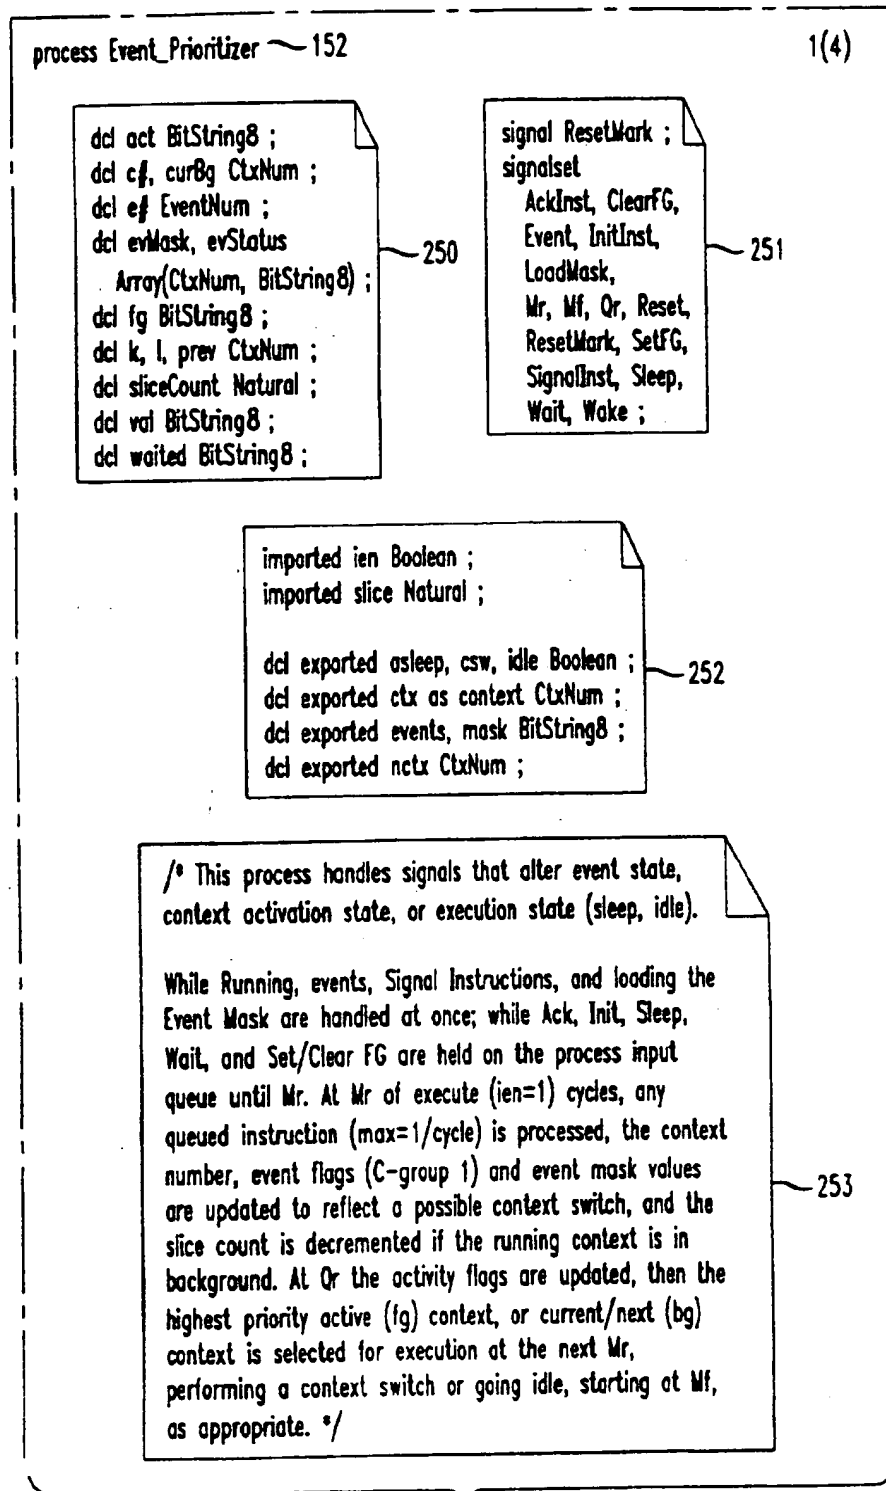 process Event_Prioritizer 152
1(4)
dcl act BitString8 ;
dcl c#, curBg CtxNum ;
dcl e# EventNum ;
dcl evMask, evStatus
Array(CtxNum, BitString8) ;
dcl fg BitString8 ;
dcl k, l, prev CtxNum ;
dcl sliceCount Natural ;
dcl val BitString8 ;
dcl waited BitString8 ;
250
signal ResetMark ;
signalset
AckInst, ClearFG,
Event, InitInst,
LoadMask,
Mr, Mf, Qr, Reset,
ResetMark, SetFG,
SignalInst, Sleep,
Wait, Wake ;
251
imported ien Boolean ;
imported slice Natural ;
dcl exported asleep, csw, idle Boolean ;
dcl exported ctx as context CtxNum ;
dcl exported events, mask BitString8 ;
dcl exported nctx CtxNum ;
252
/* This process handles signals that alter event state,
context activation state, or execution state (sleep, idle).
While Running, events, Signal Instructions, and loading the
Event Mask are handled at once; while Ack, Init, Sleep,
Wait, and Set/Clear FG are held on the process input
queue until Mr. At Mr of execute (ien=1) cycles, any
queued instruction (max=1/cycle) is processed, the context
number, event flags (C-group 1) and event mask values
are updated to reflect a possible context switch, and the
slice count is decremented if the running context is in
background. At Qr the activity flags are updated, then the
highest priority active (fg) context, or current/next (bg)
context is selected for execution at the next Mr,
performing a context switch or going idle, starting at Mf,
as appropriate. */
253